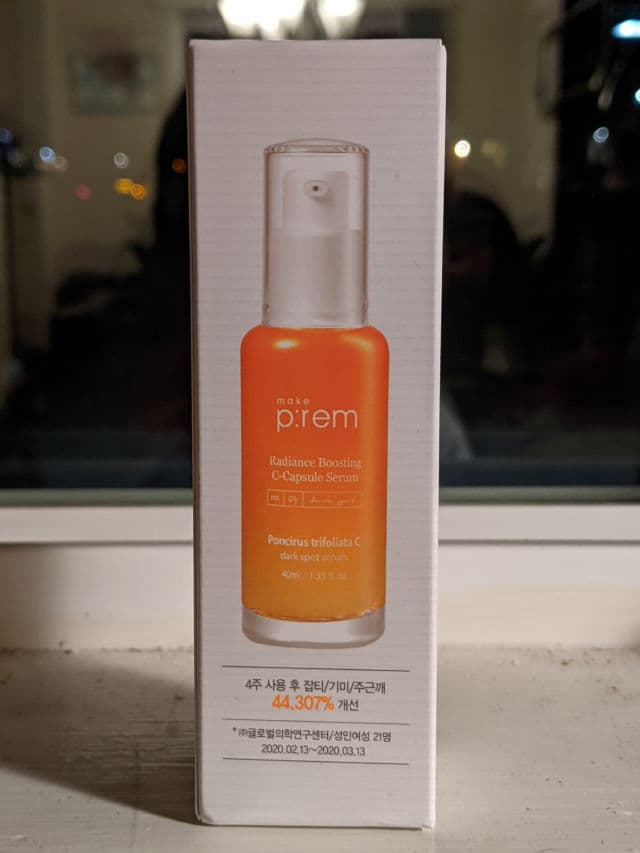 make
p:rem
Radiance Boosting
C-Capsule Serum
no. 09
Poncirus trifoliata C
dark spot serum
40ml / 1.35 fl.oz
4주 사용 후 잡티/기미/주근깨
44.307% 개선
*㈜글로벌의학연구센터/성인여성 21명
2020.02.13~2020.03.13